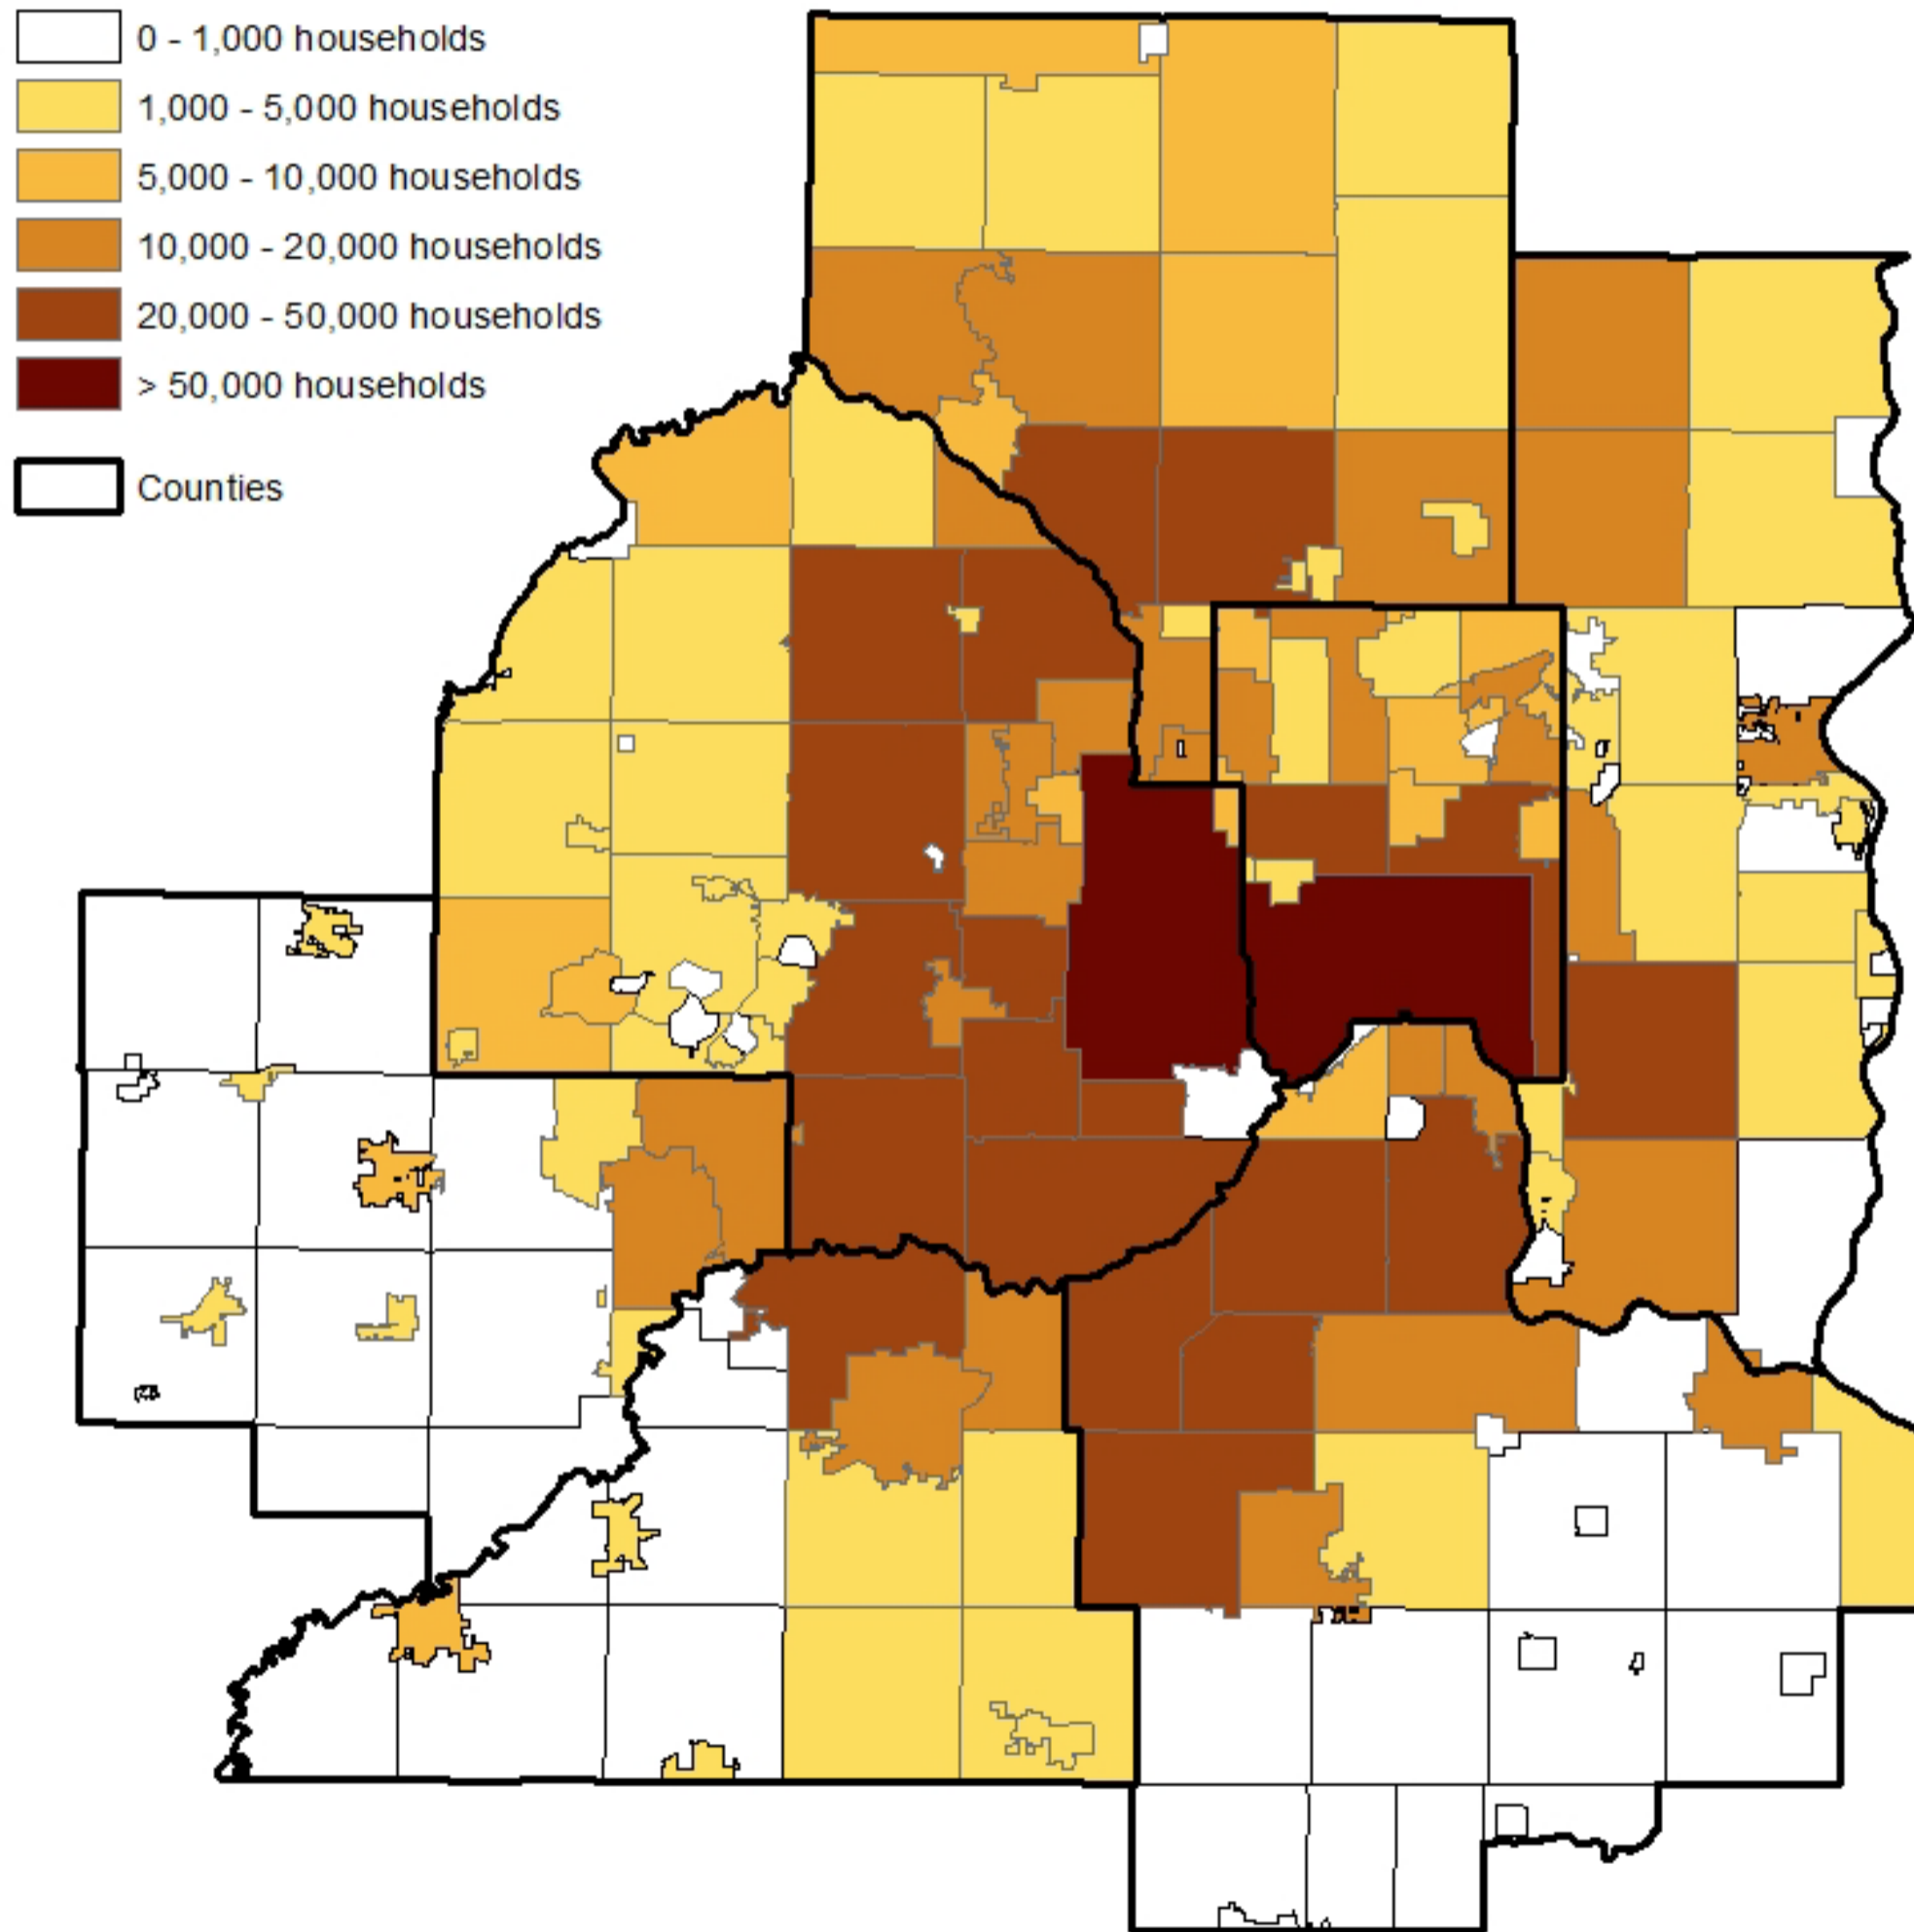 0 - 1,000 households
1,000 - 5,000 households
5,000 - 10,000 households
10,000 - 20,000 households
20,000 - 50,000 households
> 50,000 households
Counties